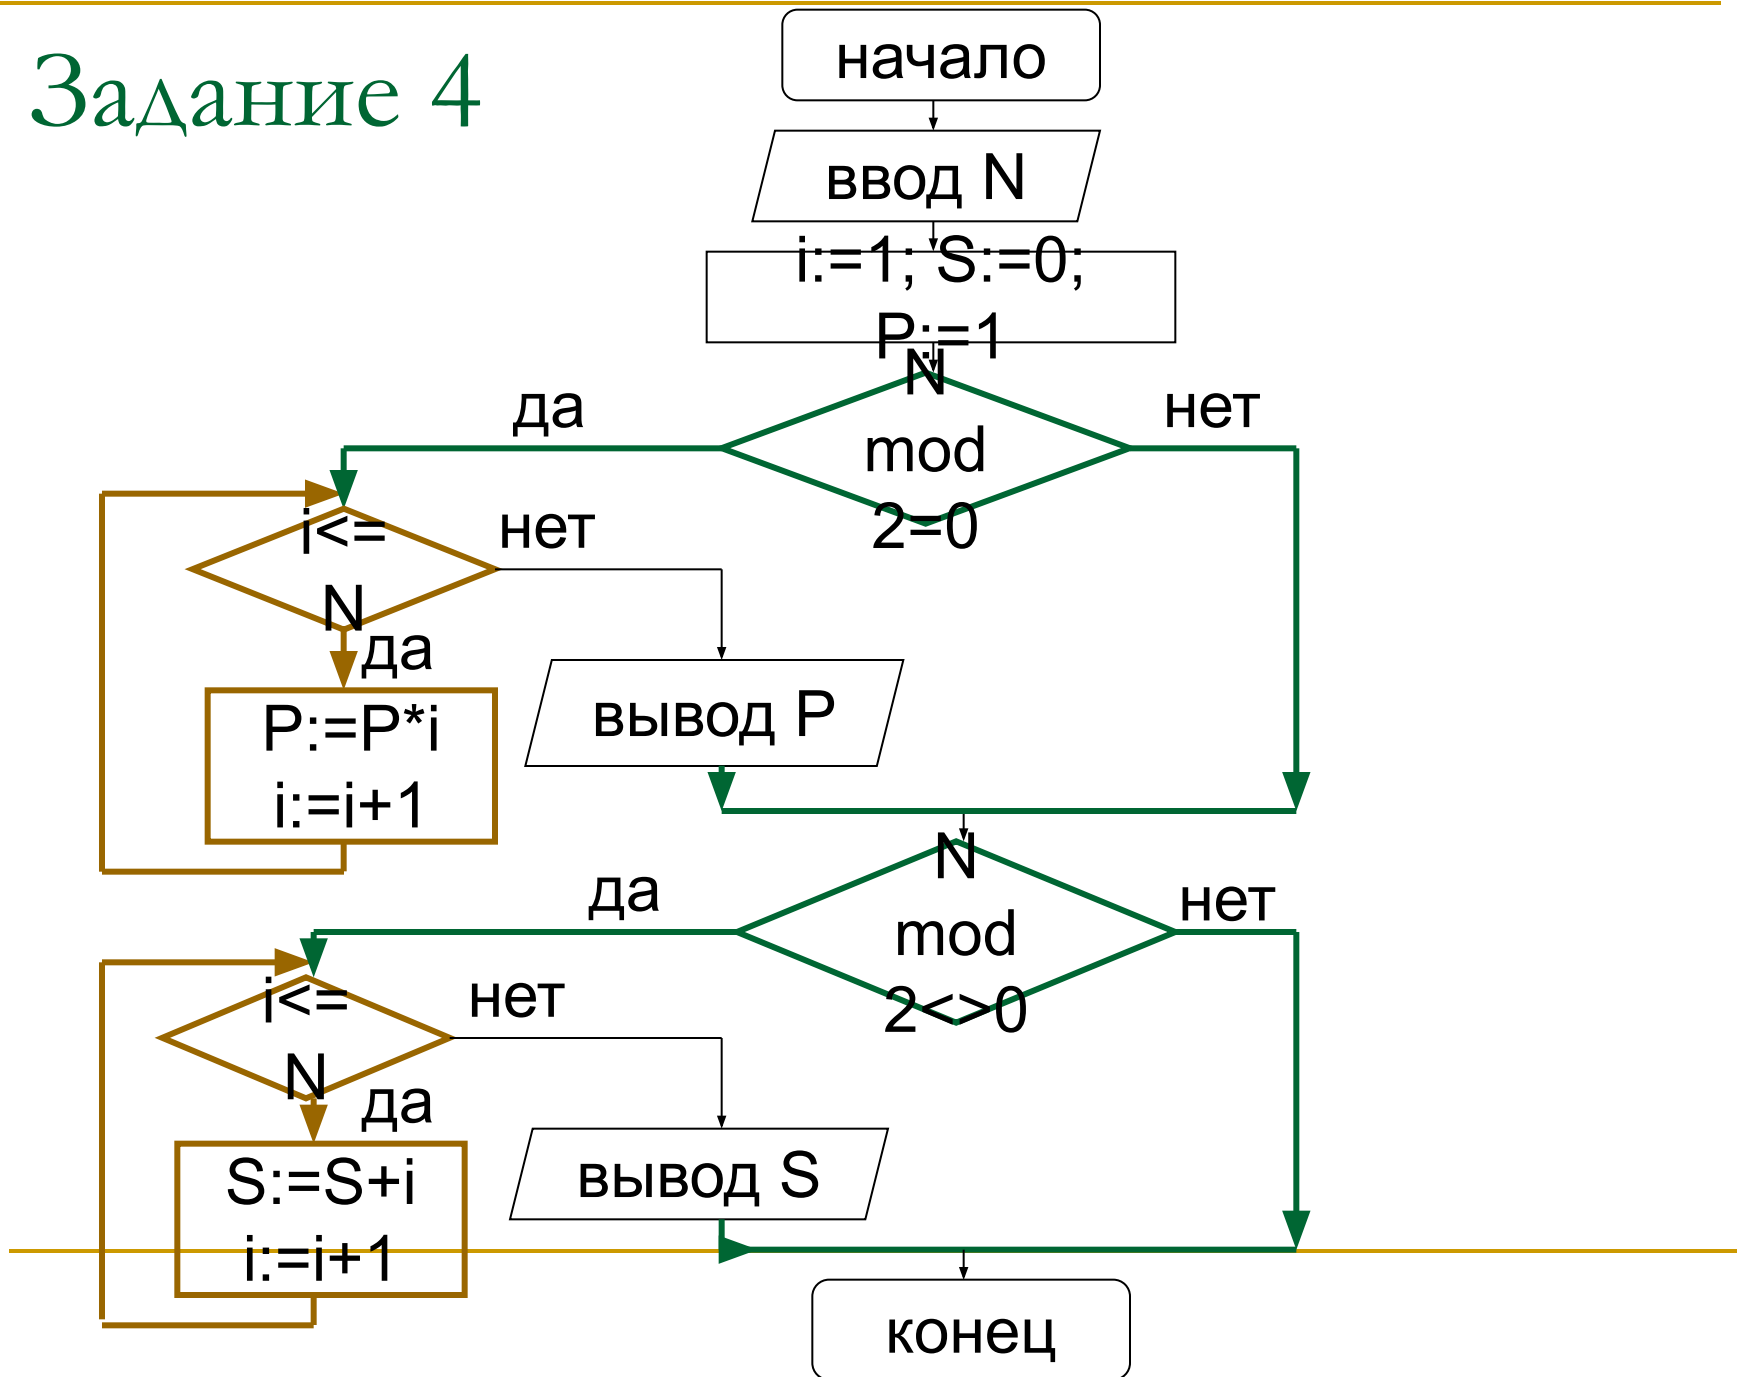 Задание 4
начало
ввод N
i:=1; S:=0;
P:=1
N
mod
2=0
да
нет
i<=
N
нет
да
P:=P*i
i:=i+1
вывод P
N
mod
2<>0
да
нет
i<=
N
нет
да
S:=S+i
i:=i+1
вывод S
конец